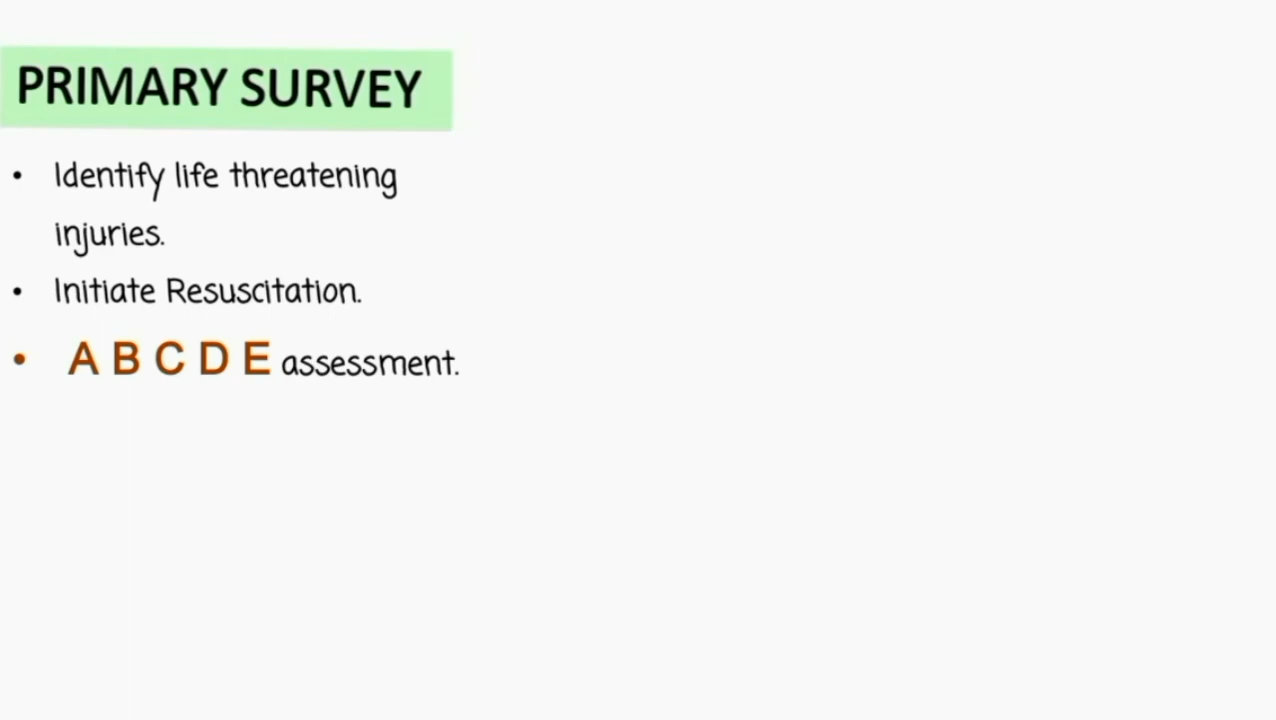 PRIMARY SURVEY
• Identify life threatening
injuries.
• Initiate Resuscitation.
• A B C D E assessment.